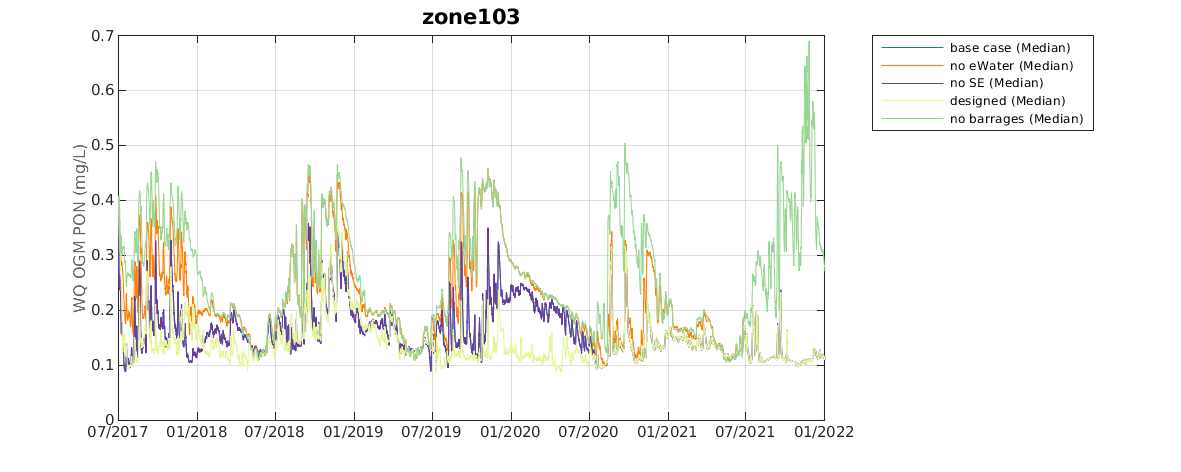 zone103
WQ OGM PON (mg/L)
0.7
0.6
0.5
0.4
0.3
0.2
0.1
0
07/2017 01/2018 07/2018 01/2019 07/2019 01/2020 07/2020 01/2021 07/2021 01/2022
base case (Median)
no eWater (Median)
no SE (Median)
designed (Median)
no barrages (Median)